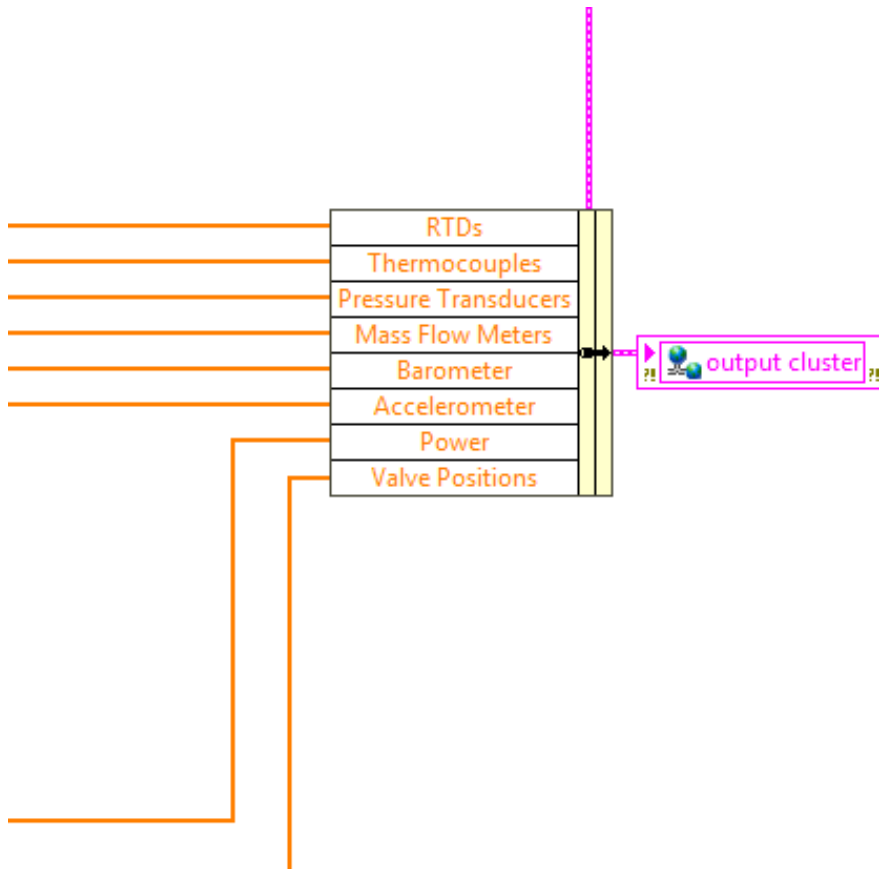 RTDs
Thermocouples
Pressure Transducers
Mass Flow Meters
Barometer
Accelerometer
Power
Valve Positions
?! output cluster ?!